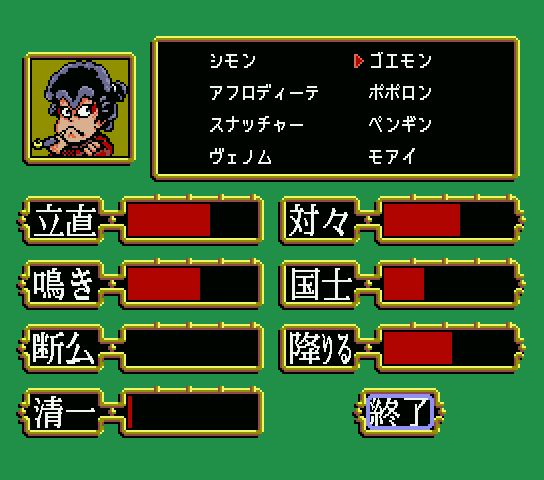 シモン ゴエモン
アフロディーテ ポポロン
スナッチャー ペンギン
ヴェノム モアイ
立直 対々
鳴き 国士
断公 降りる
清一 終了